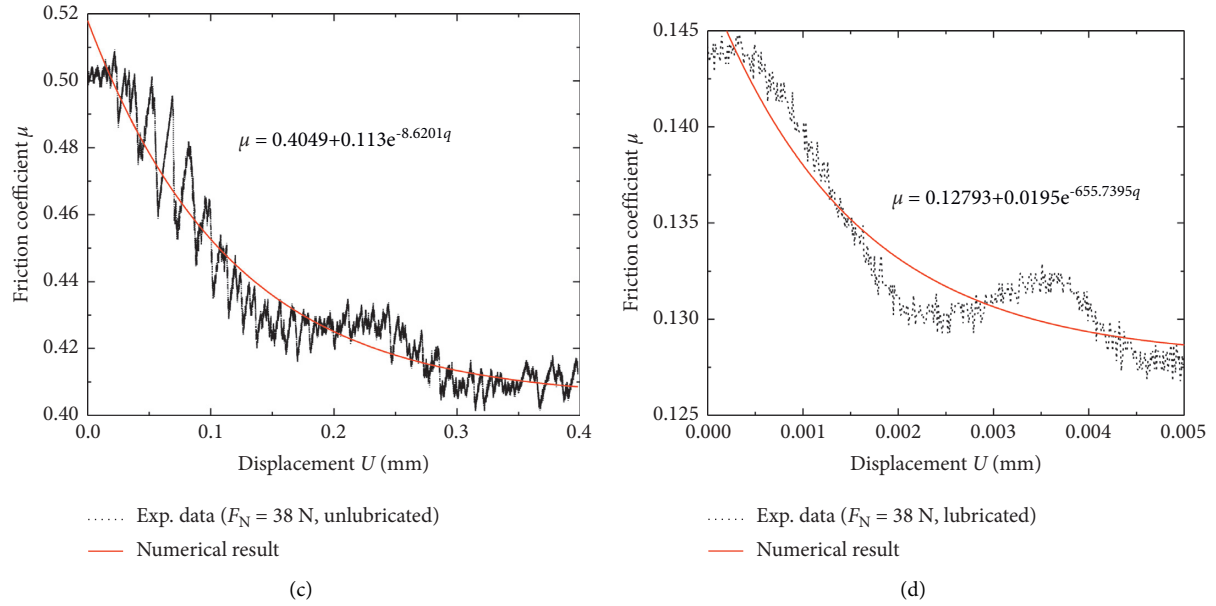 0.52
0.50
0.48
0.46
0.44
0.42
0.40
Friction coefficient μ
μ = 0.4049+0.113e^-8.6201q
0.0 0.1 0.2 0.3 0.4
Displacement U (mm)
Exp. data (F_N = 38 N, unlubricated)
Numerical result
(c)
0.145
0.140
0.135
0.130
0.125
Friction coefficient μ
μ = 0.12793+0.0195e^-655.7395q
0.000 0.001 0.002 0.003 0.004 0.005
Displacement U (mm)
Exp. data (F_N = 38 N, lubricated)
Numerical result
(d)